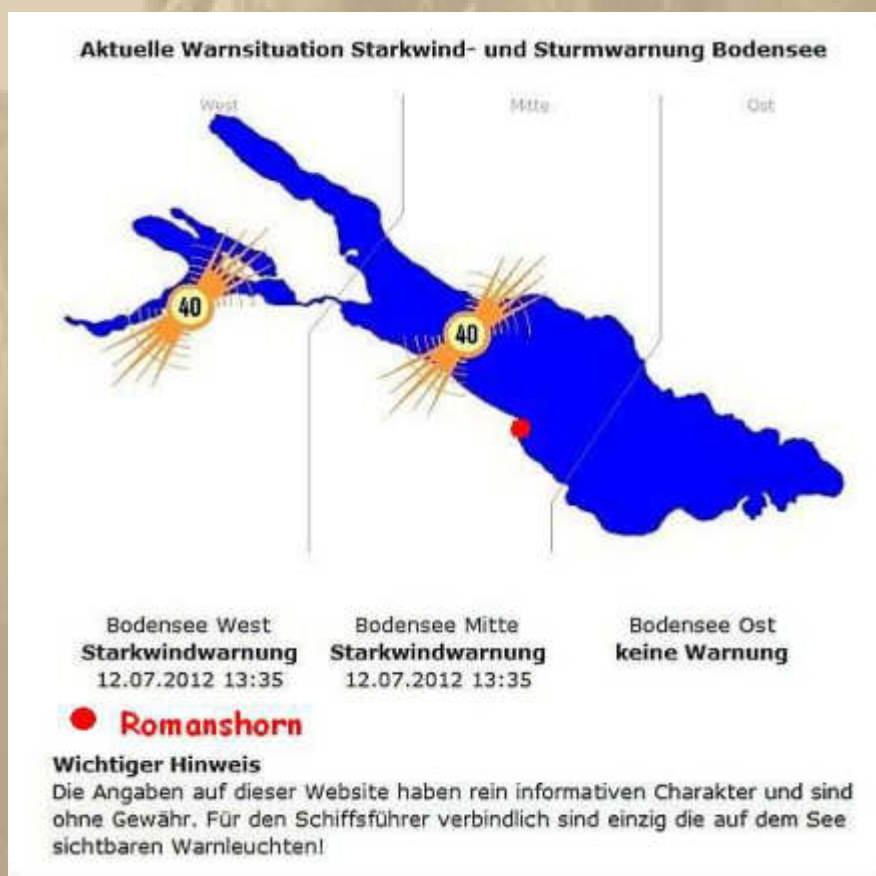 Aktuelle Warnsituation Starkwind- und Sturmwarnung Bodensee
West Mitte Ost
40
40
Bodensee West Bodensee Mitte Bodensee Ost
Starkwindwarnung Starkwindwarnung keine Warnung
12.07.2012 13:35 12.07.2012 13:35
Romanshorn
Wichtiger Hinweis
Die Angaben auf dieser Website haben rein informativen Charakter und sind
ohne Gewähr. Für den Schiffsführer verbindlich sind einzig die auf dem See
sichtbaren Warnleuchten!